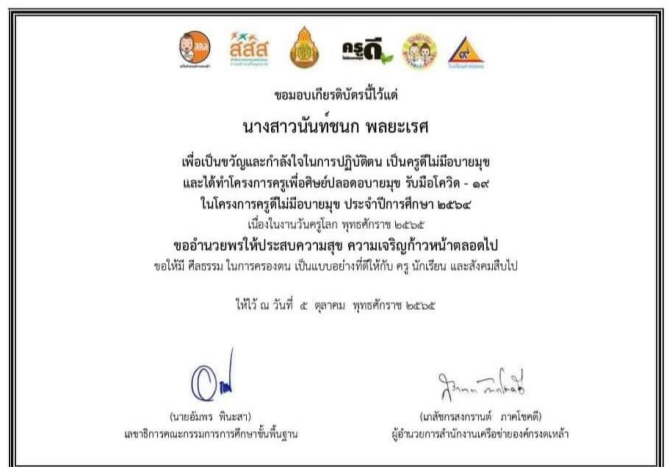 สสส
ครูดี
๙
ขอมอบเกียรติบัตรนี้ไว้แด่
นางสาวนันท์ชนก พลยะเรศ
เพื่อเป็นขวัญและกำลังใจในการปฏิบัติตน เป็นครูดีไม่มีอบายมุข
และได้ทำโครงการครูเพื่อศิษย์ปลอดอบายมุข รับมือโควิด - ๑๙
ในโครงการครูดีไม่มีอบายมุข ประจำปีการศึกษา ๒๕๖๔
เนื่องในงานวันครูโลก พุทธศักราช ๒๕๖๕
ขออำนวยพรให้ประสบความสุข ความเจริญก้าวหน้าตลอดไป
ขอให้มี ศีลธรรม ในการครองตน เป็นแบบอย่างที่ดีให้กับ ครู นักเรียน และสังคมสืบไป
ให้ไว้ ณ วันที่ ๕ ตุลาคม พุทธศักราช ๒๕๖๕
(นายอัมพร พินะสา)
เลขาธิการคณะกรรมการการศึกษาขั้นพื้นฐาน
(เภสัชกรสงกรานต์ ภาคโชคดี)
ผู้อำนวยการสำนักงานเครือข่ายองค์กรงดเหล้า